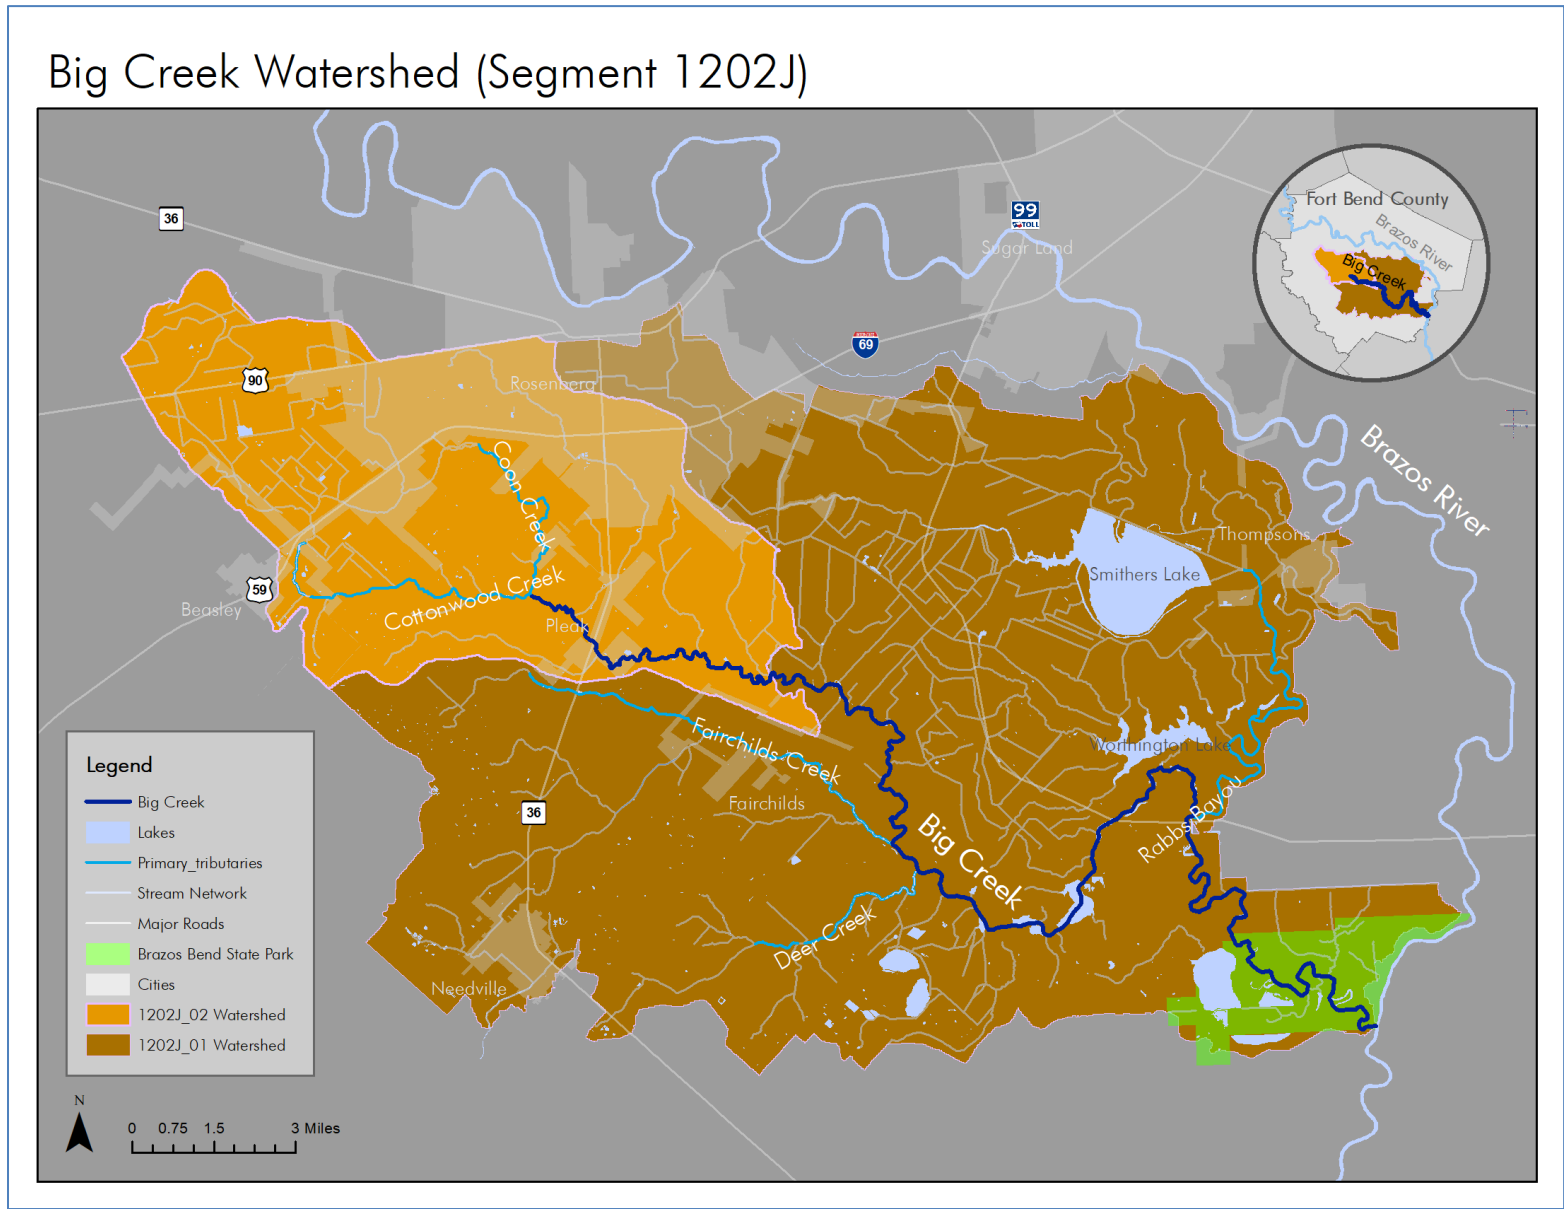 Big Creek Watershed (Segment 1202J)
36
99
TOLL
Sugar Land
Fort Bend County
Brazos River
Big Creek
69
90
Rosenberg
Brazos River
Coon Creek
Thompsons
Smithers Lake
59
Beasley
Cottonwood Creek
Pleak
Fairchilds Creek
Worthington Lake
Fairchilds
36
Big Creek
Rabbs Bayou
Deer Creek
Needville
Legend
Big Creek
Lakes
Primary_tributaries
Stream Network
Major Roads
Brazos Bend State Park
Cities
1202J_02 Watershed
1202J_01 Watershed
N
0 0.75 1.5 3 Miles